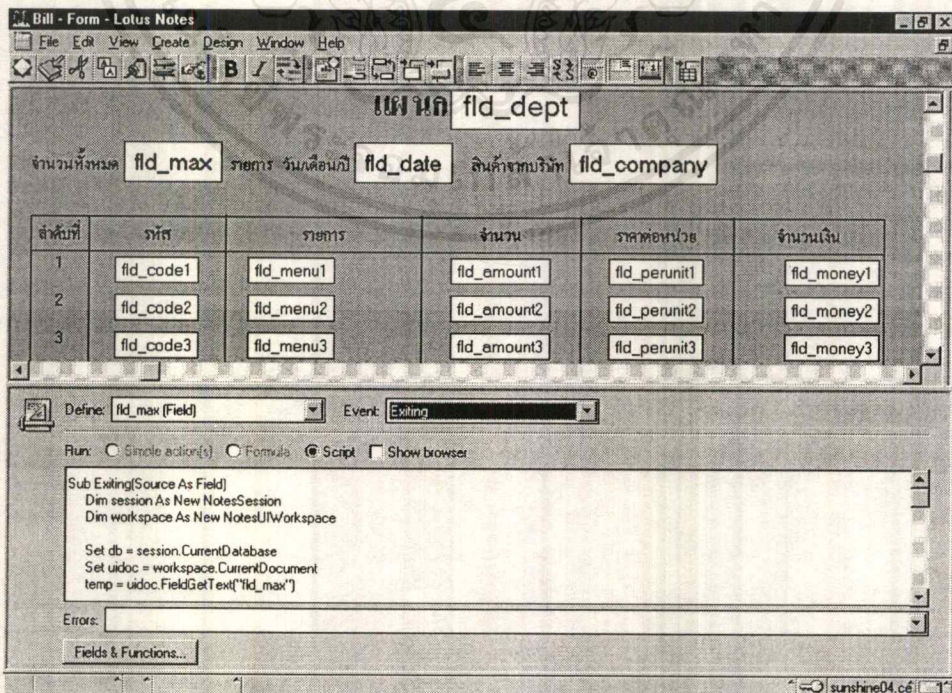 Bill - Form - Lotus Notes
File Edit View Create Design Window Help
แผนก fld_dept
จำนวนทั้งหมด fld_max รายการ วัน/เดือน/ปี fld_date สินค้าจากบริษัท fld_company
ลำดับที่ รหัส รายการ จำนวน ราคาต่อหน่วย จำนวนเงิน
1 fld_code1 fld_menu1 fld_amount1 fld_perunit1 fld_money1
2 fld_code2 fld_menu2 fld_amount2 fld_perunit2 fld_money2
3 fld_code3 fld_menu3 fld_amount3 fld_perunit3 fld_money3
Define: fld_max (Field) Event: Exiting
Run: Simple action(s) Formula Script Show browser
Sub Exiting(Source As Field)
Dim session As New NotesSession
Dim workspace As New NotesUIWorkspace
Set db = session.CurrentDatabase
Set uidoc = workspace.CurrentDocument
temp = uidoc.FieldGetText("fld_max")
Errors:
Fields & Functions...
sunshine04.cé